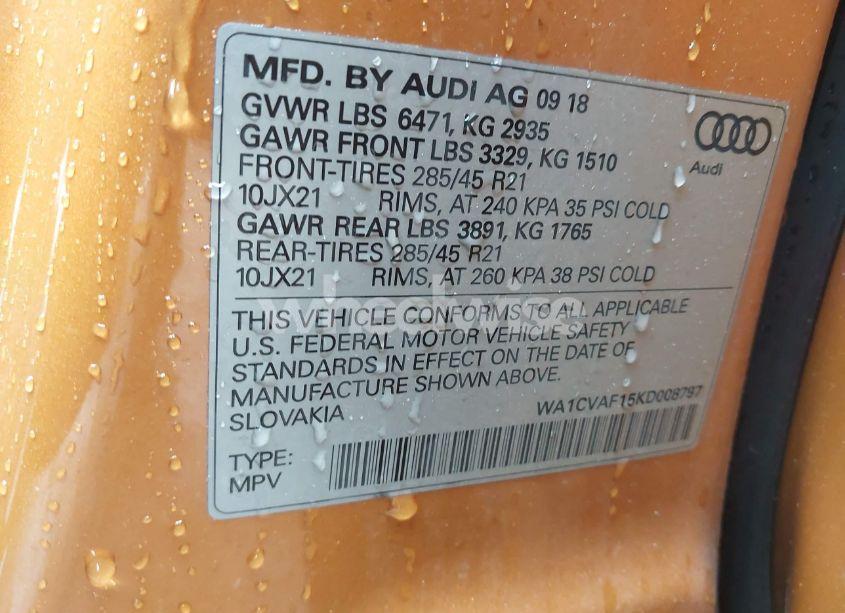 MFD. BY AUDI AG 09 18
GVWR LBS 6471, KG 2935
GAWR FRONT LBS 3329, KG 1510
FRONT-TIRES 285/45 R21
10JX21 RIMS, AT 240 KPA 35 PSI COLD
GAWR REAR LBS 3891, KG 1765
REAR-TIRES 285/45 R21
10JX21 RIMS, AT 260 KPA 38 PSI COLD
Audi
THIS VEHICLE CONFORMS TO ALL APPLICABLE
U.S. FEDERAL MOTOR VEHICLE SAFETY
STANDARDS IN EFFECT ON THE DATE OF
MANUFACTURE SHOWN ABOVE.
SLOVAKIA
WA1CVAF15KD008797
TYPE:
MPV